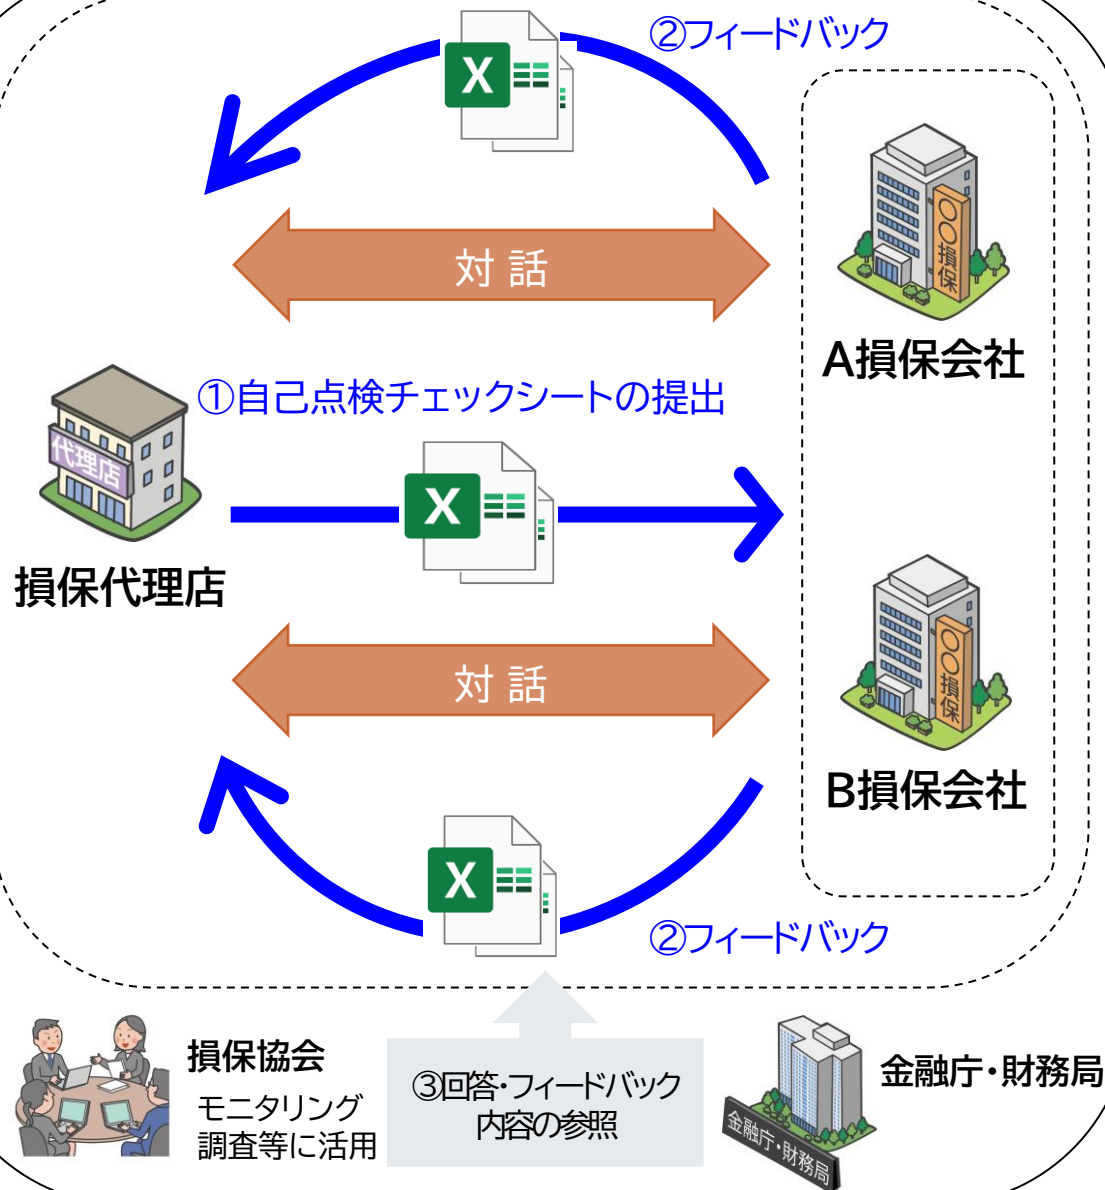 ②フィードバック
X
対 話
〇〇損保
A損保会社
①自己点検チェックシートの提出
代理店
X
損保代理店
対 話
〇〇損保
B損保会社
X
②フィードバック
損保協会
モニタリング
調査等に活用
③回答・フィードバック
内容の参照
金融庁・財務局
金融庁・財務局